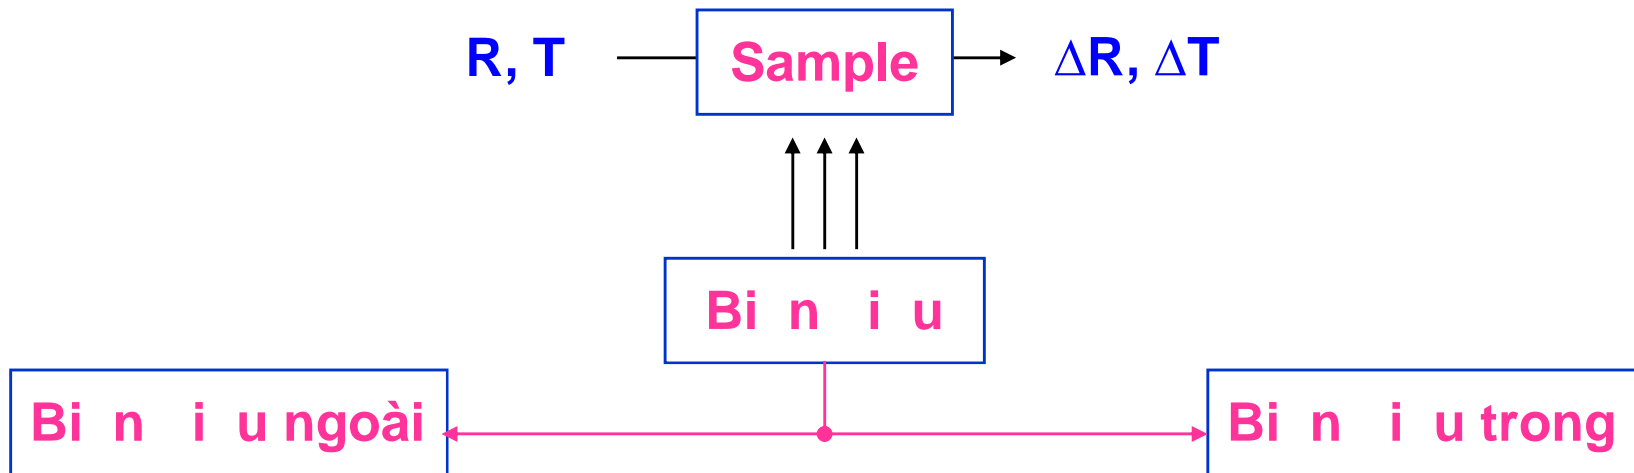 R, T Sample ΔR, ΔT
Bi n i u
Bi n i u ngoài
Bi n i u trong